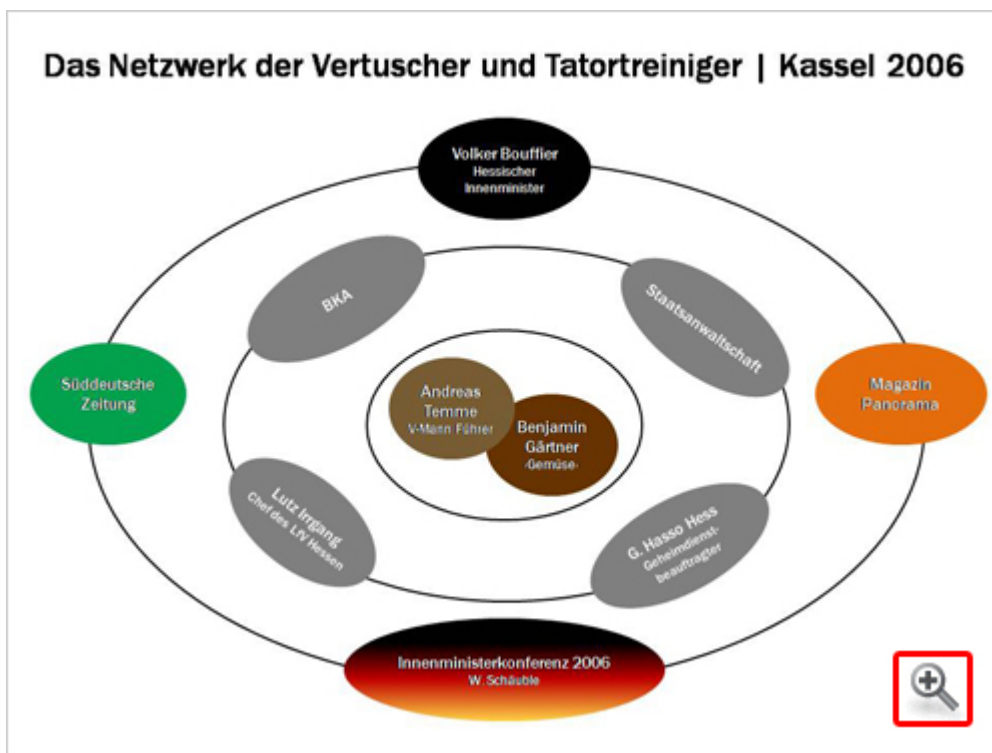 Das Netzwerk der Vertuscher und Tatortreiniger | Kassel 2006
Volker Bouffier
Hessischer
Innenminister
BKA
Staatsanwaltschaft
Süddeutsche
Zeitung
Magazin
Panorama
Andreas
Temme
V-Mann Führer
Benjamin
Gärtner
-Gemüse-
Lutz Irrgang
Chef des LfV Hessen
G. Hasso Hess
Geheimdienst-
beauftragter
Innenministerkonferenz 2006
W. Schäuble